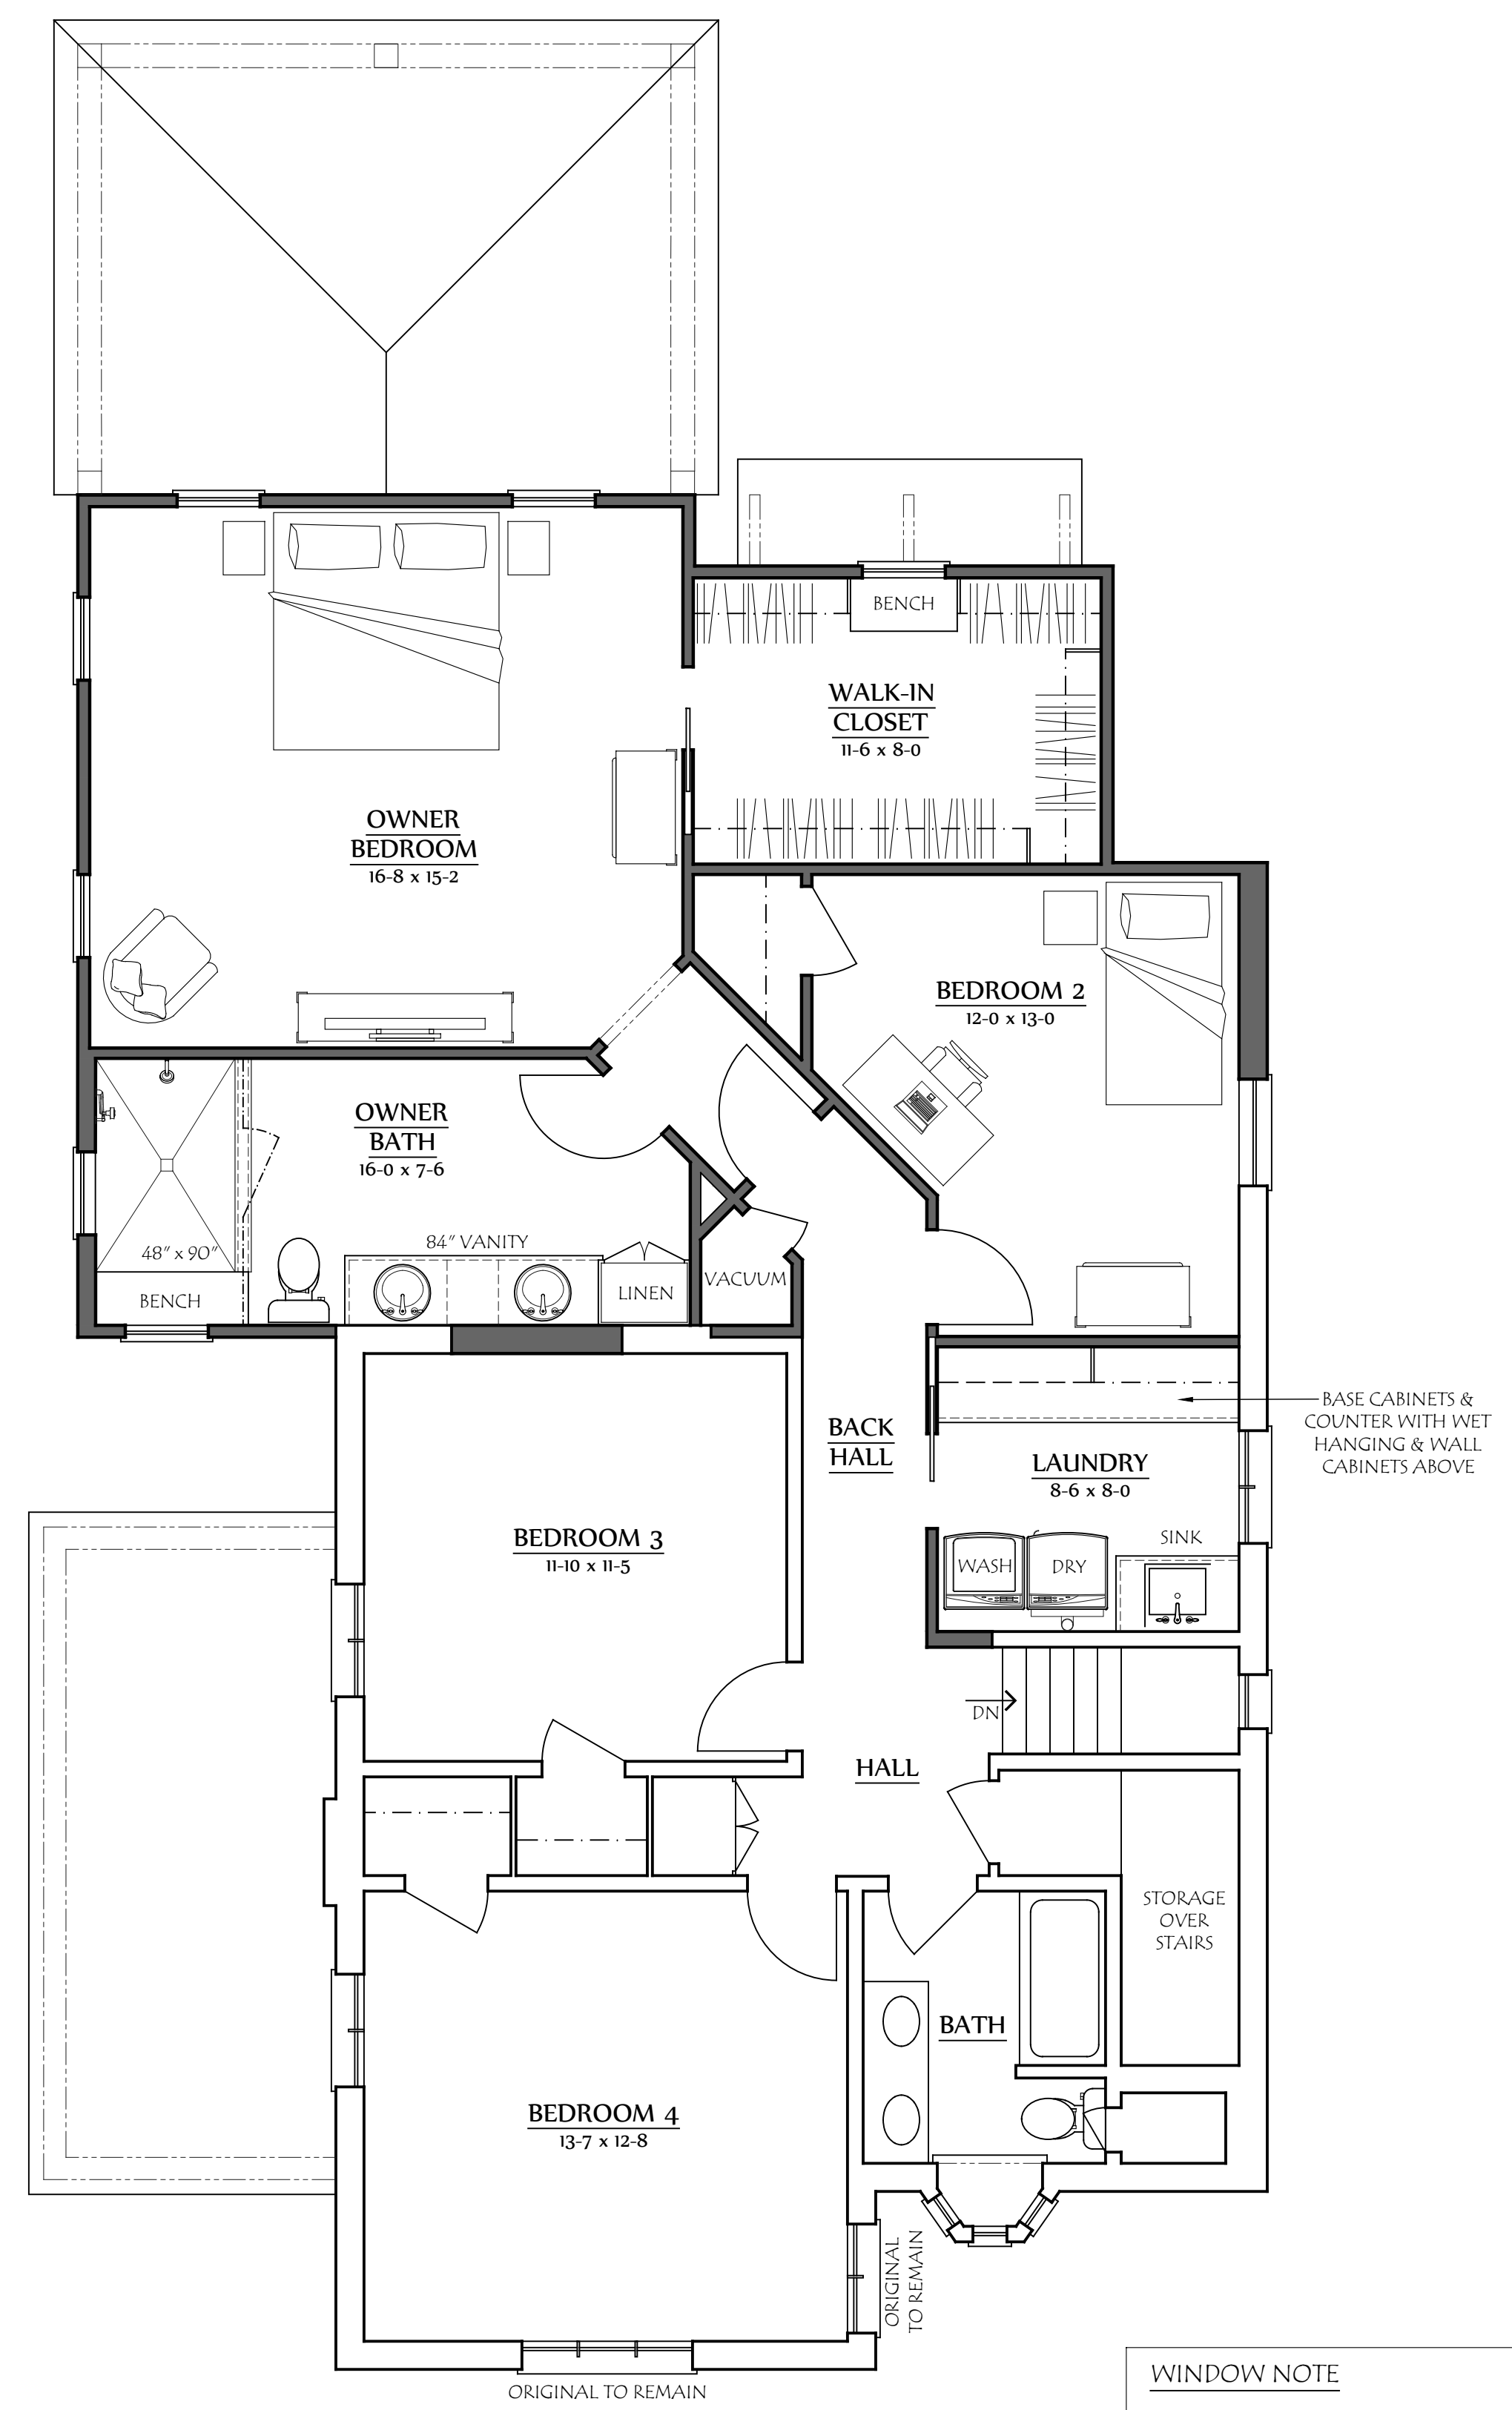 BENCH
WALK-IN
CLOSET
11-6 x 8-0
OWNER
BEDROOM
16-8 x 15-2
BEDROOM 2
12-0 x 13-0
OWNER
BATH
16-0 x 7-6
48" x 90"
BENCH
84" VANITY
LINEN
VACUUM
BACK
HALL
LAUNDRY
8-6 x 8-0
BASE CABINETS &
COUNTER WITH WET
HANGING & WALL
CABINETS ABOVE
WASH
DRY
SINK
BEDROOM 3
11-10 x 11-5
DN
HALL
STORAGE
OVER
STAIRS
BATH
BEDROOM 4
13-7 x 12-8
ORIGINAL
TO REMAIN
ORIGINAL TO REMAIN
WINDOW NOTE